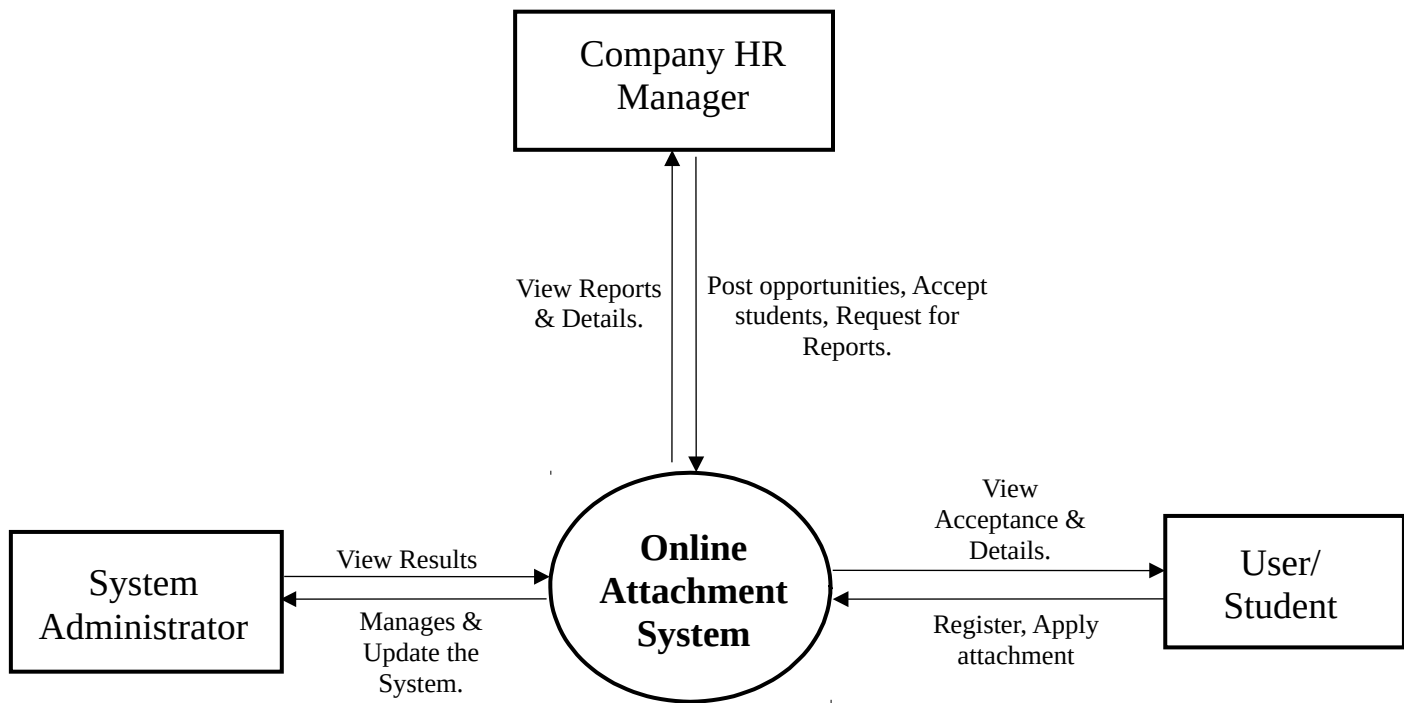 Company HR
Manager
View Reports
& Details.
Post opportunities, Accept
students, Request for
Reports.
System
Administrator
View Results
Manages &
Update the
System.
Online
Attachment
System
View
Acceptance &
Details.
Register, Apply
attachment
User/
Student